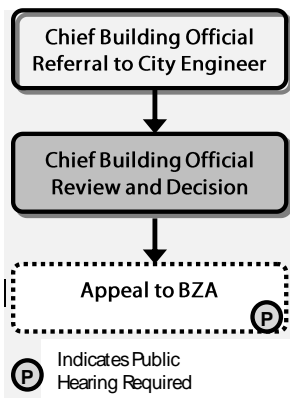 Chief Building Official
Referral to City Engineer
Chief Building Official
Review and Decision
Appeal to BZA
P
P
Indicates Public
Hearing Required